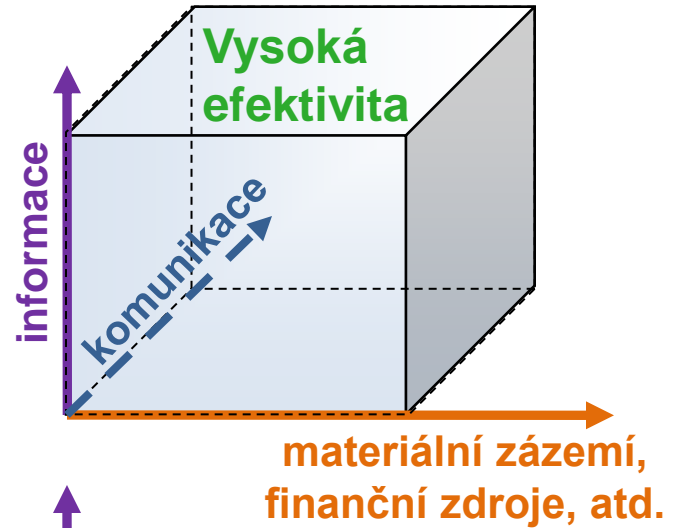 Vysoká
efektivita
informace
komunikace
materiální zázemí,
finanční zdroje, atd.